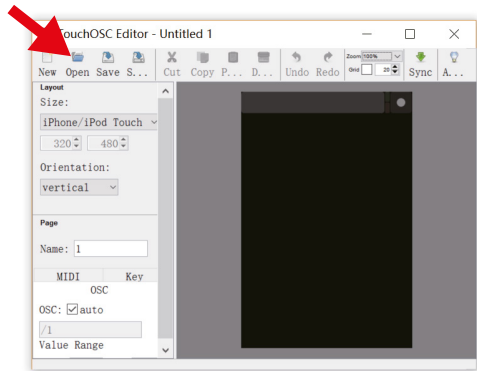 TouchOSC Editor - Untitled 1
New Open Save S... Cut Copy P... D... Undo Redo Zoom 100% Grid 20 Sync A...
Layout
Size:
iPhone/iPod Touch
320 480
Orientation:
vertical
Page
Name: 1
MIDI Key
OSC
OSC: auto
/1
Value Range